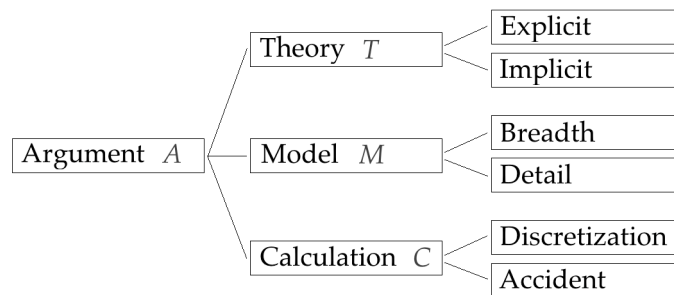 Explicit
Theory T
Implicit
Breadth
Argument A
Model M
Detail
Discretization
Calculation C
Accident